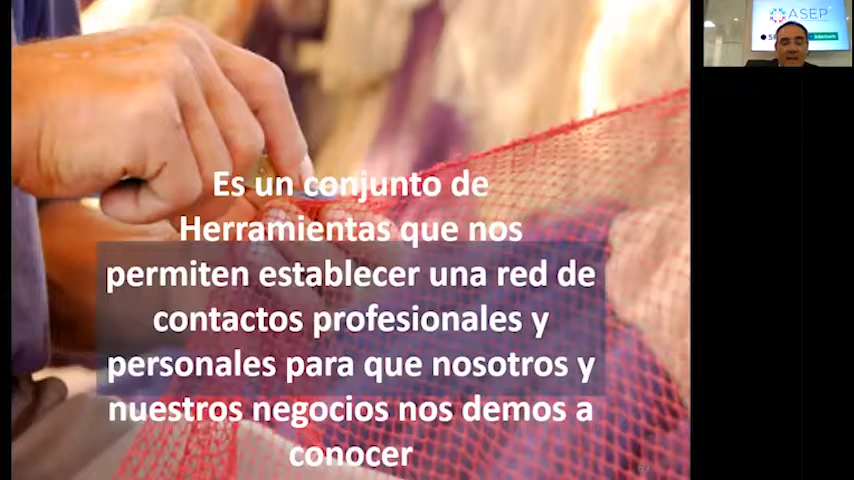 Es un conjunto de
Herramientas que nos
permiten establecer una red de
contactos profesionales y
personales para que nosotros y
nuestros negocios nos demos a
conocer
69
ASEP